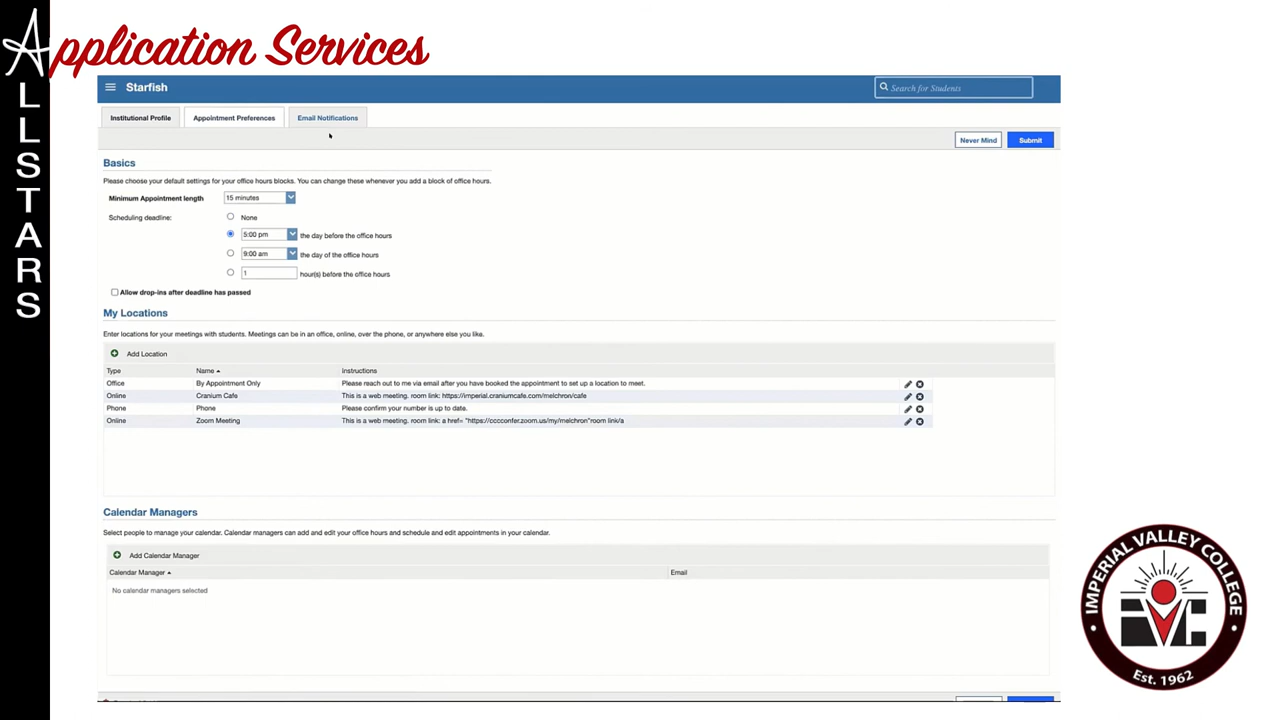 Application Services
ALLSTARS
Starfish
Search for Students
Institutional Profile
Appointment Preferences
Email Notifications
Never Mind
Submit
Basics
Please choose your default settings for your office hours blocks. You can change these whenever you add a block of office hours.
Minimum Appointment length 15 minutes
Scheduling deadline: None
5:00 pm the day before the office hours
9:00 am the day of the office hours
1 hour(s) before the office hours
Allow drop-ins after deadline has passed
My Locations
Enter locations for your meetings with students. Meetings can be in an office, online, over the phone, or anywhere else you like.
Add Location
Type Name Instructions
Office By Appointment Only Please reach out to me via email after you have booked the appointment to set up a location to meet.
Online Cranium Cafe This is a web meeting. room link: https://imperial.craniumcafe.com/melchron/cafe
Phone Phone Please confirm your number is up to date.
Online Zoom Meeting This is a web meeting. room link: a href= "https://cccconfer.zoom.us/my/melchron"room link/a
Calendar Managers
Select people to manage your calendar. Calendar managers can add and edit your office hours and schedule and edit appointments in your calendar.
Add Calendar Manager
Calendar Manager Email
No calendar managers selected
IMPERIAL VALLEY COLLEGE
IVC
Est. 1962